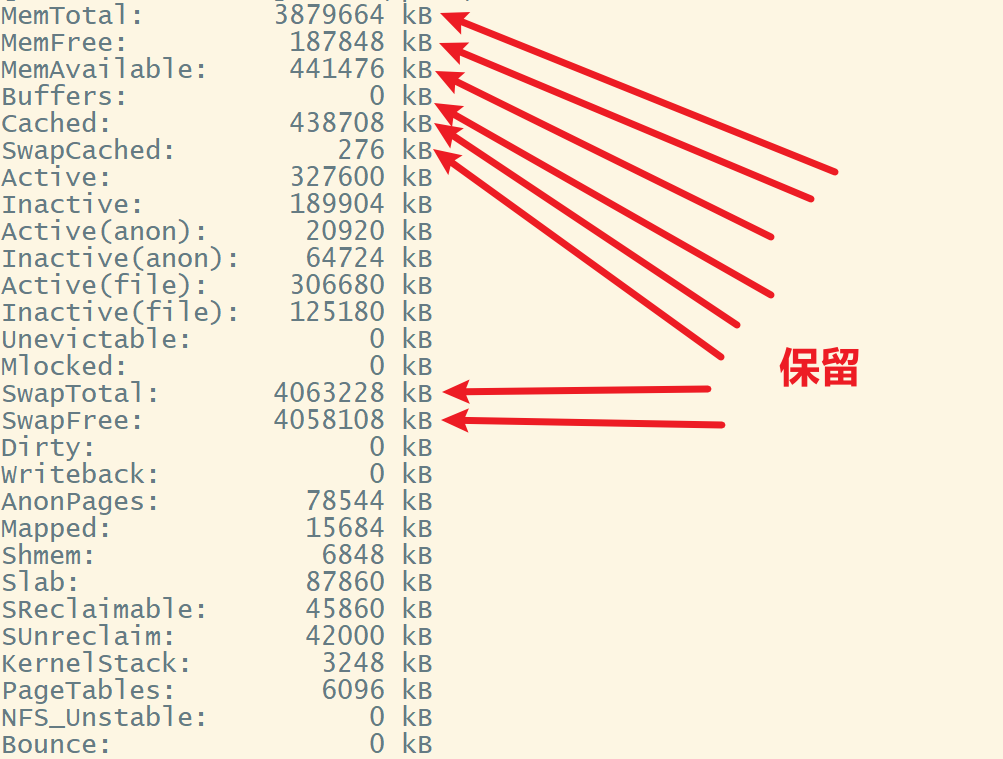 MemTotal: 3879664 kB
MemFree: 187848 kB
MemAvailable: 441476 kB
Buffers: 0 kB
Cached: 438708 kB
SwapCached: 276 kB
Active: 327600 kB
Inactive: 189904 kB
Active(anon): 20920 kB
Inactive(anon): 64724 kB
Active(file): 306680 kB
Inactive(file): 125180 kB
Unevictable: 0 kB
Mlocked: 0 kB
保留
SwapTotal: 4063228 kB
SwapFree: 4058108 kB
Dirty: 0 kB
Writeback: 0 kB
AnonPages: 78544 kB
Mapped: 15684 kB
Shmem: 6848 kB
Slab: 87860 kB
SReclaimable: 45860 kB
SUnreclaim: 42000 kB
KernelStack: 3248 kB
PageTables: 6096 kB
NFS_Unstable: 0 kB
Bounce: 0 kB